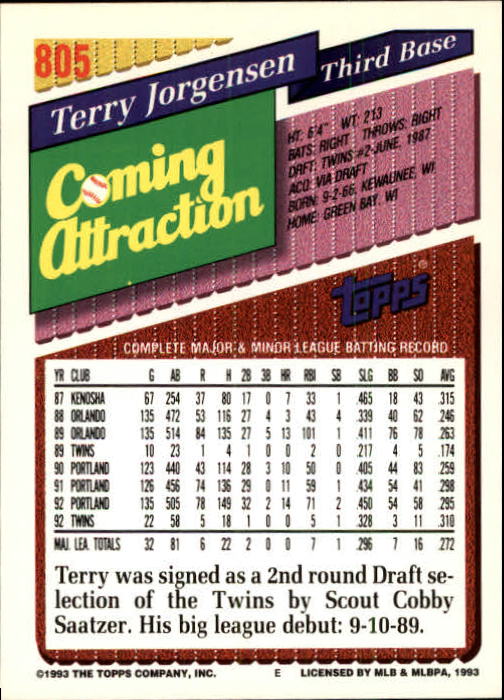 805
Terry Jorgensen
Third Base
Coming
Attraction
HT: 6'4" WT: 213
BATS: RIGHT THROWS: RIGHT
DRFT: TWINS #2-JUNE, 1987
ACQ: VIA DRAFT
BORN: 9-2-66, KEWAUNEE, WI
HOME: GREEN BAY, WI
topps®
COMPLETE MAJOR & MINOR LEAGUE BATTING RECORD
YR CLUB G AB R H 2B 3B HR RBI SB SLG BB SO AVG
87 KENOSHA 67 254 37 80 17 0 7 33 1 .465 18 43 .315
88 ORLANDO 135 472 53 116 27 4 3 43 4 .339 40 62 .246
89 ORLANDO 135 514 84 135 27 5 13 101 1 .411 76 78 .263
89 TWINS 10 23 1 4 1 0 0 2 0 .217 4 5 .174
90 PORTLAND 123 440 43 114 28 3 10 50 0 .405 44 83 .259
91 PORTLAND 126 456 74 136 29 0 11 59 1 .434 54 41 .298
92 PORTLAND 135 505 78 149 32 2 14 71 2 .450 54 58 .295
92 TWINS 22 58 5 18 1 0 0 5 1 .328 3 11 .310
MAJ. LEA. TOTALS 32 81 6 22 2 0 0 7 1 .296 7 16 .272
Terry was signed as a 2nd round Draft se-
lection of the Twins by Scout Cobby
Saatzer. His big league debut: 9-10-89.
©1993 THE TOPPS COMPANY, INC. E LICENSED BY MLB & MLBPA, 1993